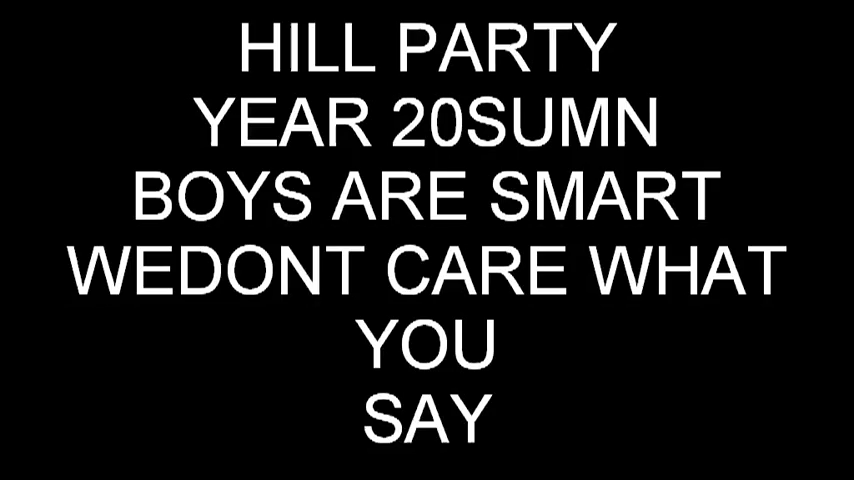 HILL PARTY
YEAR 20SUMN
BOYS ARE SMART
WEDONT CARE WHAT
YOU
SAY